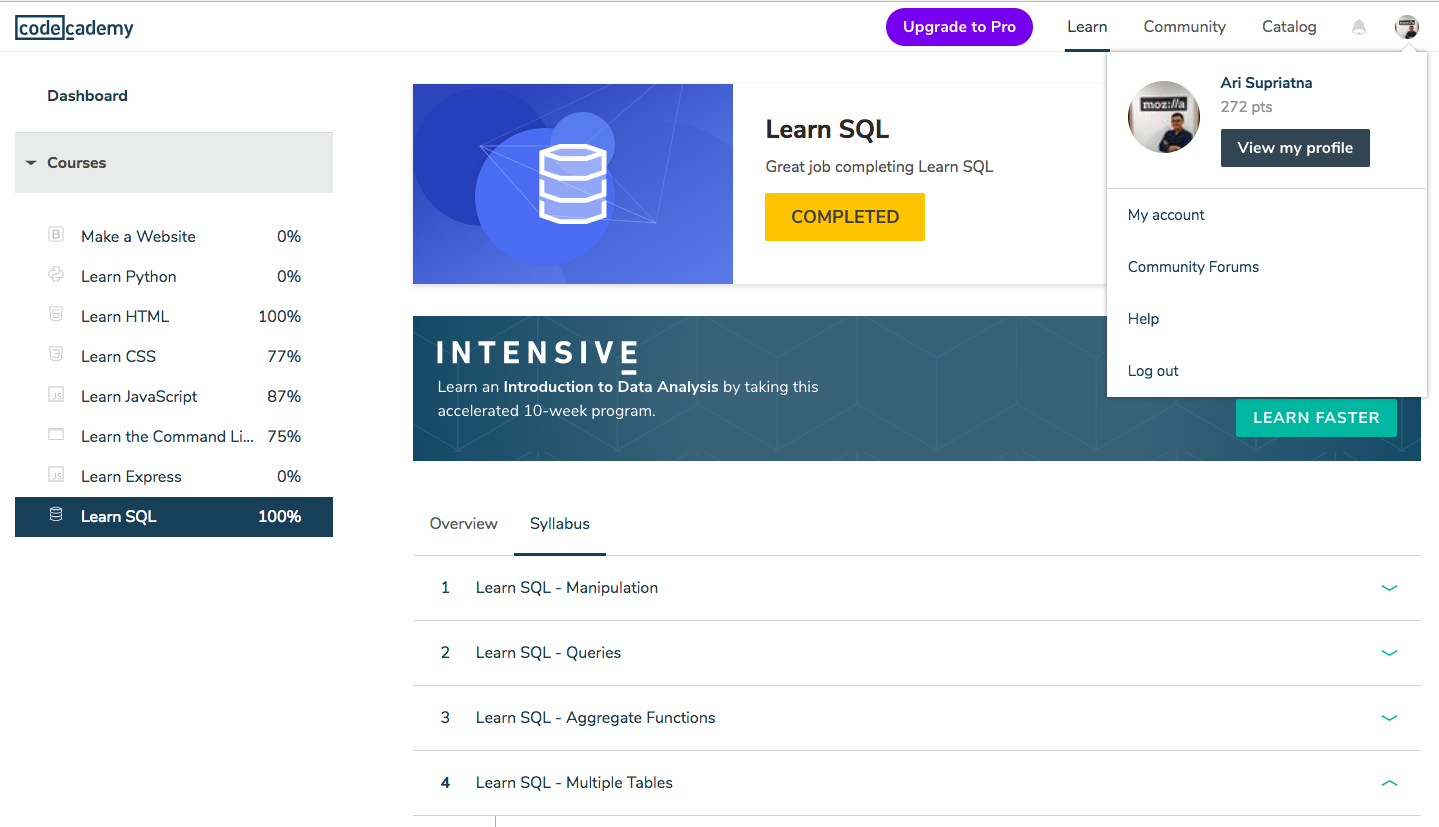 codecademy
Upgrade to Pro
Learn
Community
Catalog
Dashboard
Courses
Make a Website 0%
Learn Python 0%
Learn HTML 100%
Learn CSS 77%
Learn JavaScript 87%
Learn the Command Li... 75%
Learn Express 0%
Learn SQL 100%
Learn SQL
Great job completing Learn SQL
COMPLETED
Ari Supriatna
272 pts
View my profile
moz://a
My account
Community Forums
Help
Log out
INTENSIVE
Learn an Introduction to Data Analysis by taking this
accelerated 10-week program.
LEARN FASTER
Overview
Syllabus
1 Learn SQL - Manipulation
2 Learn SQL - Queries
3 Learn SQL - Aggregate Functions
4 Learn SQL - Multiple Tables